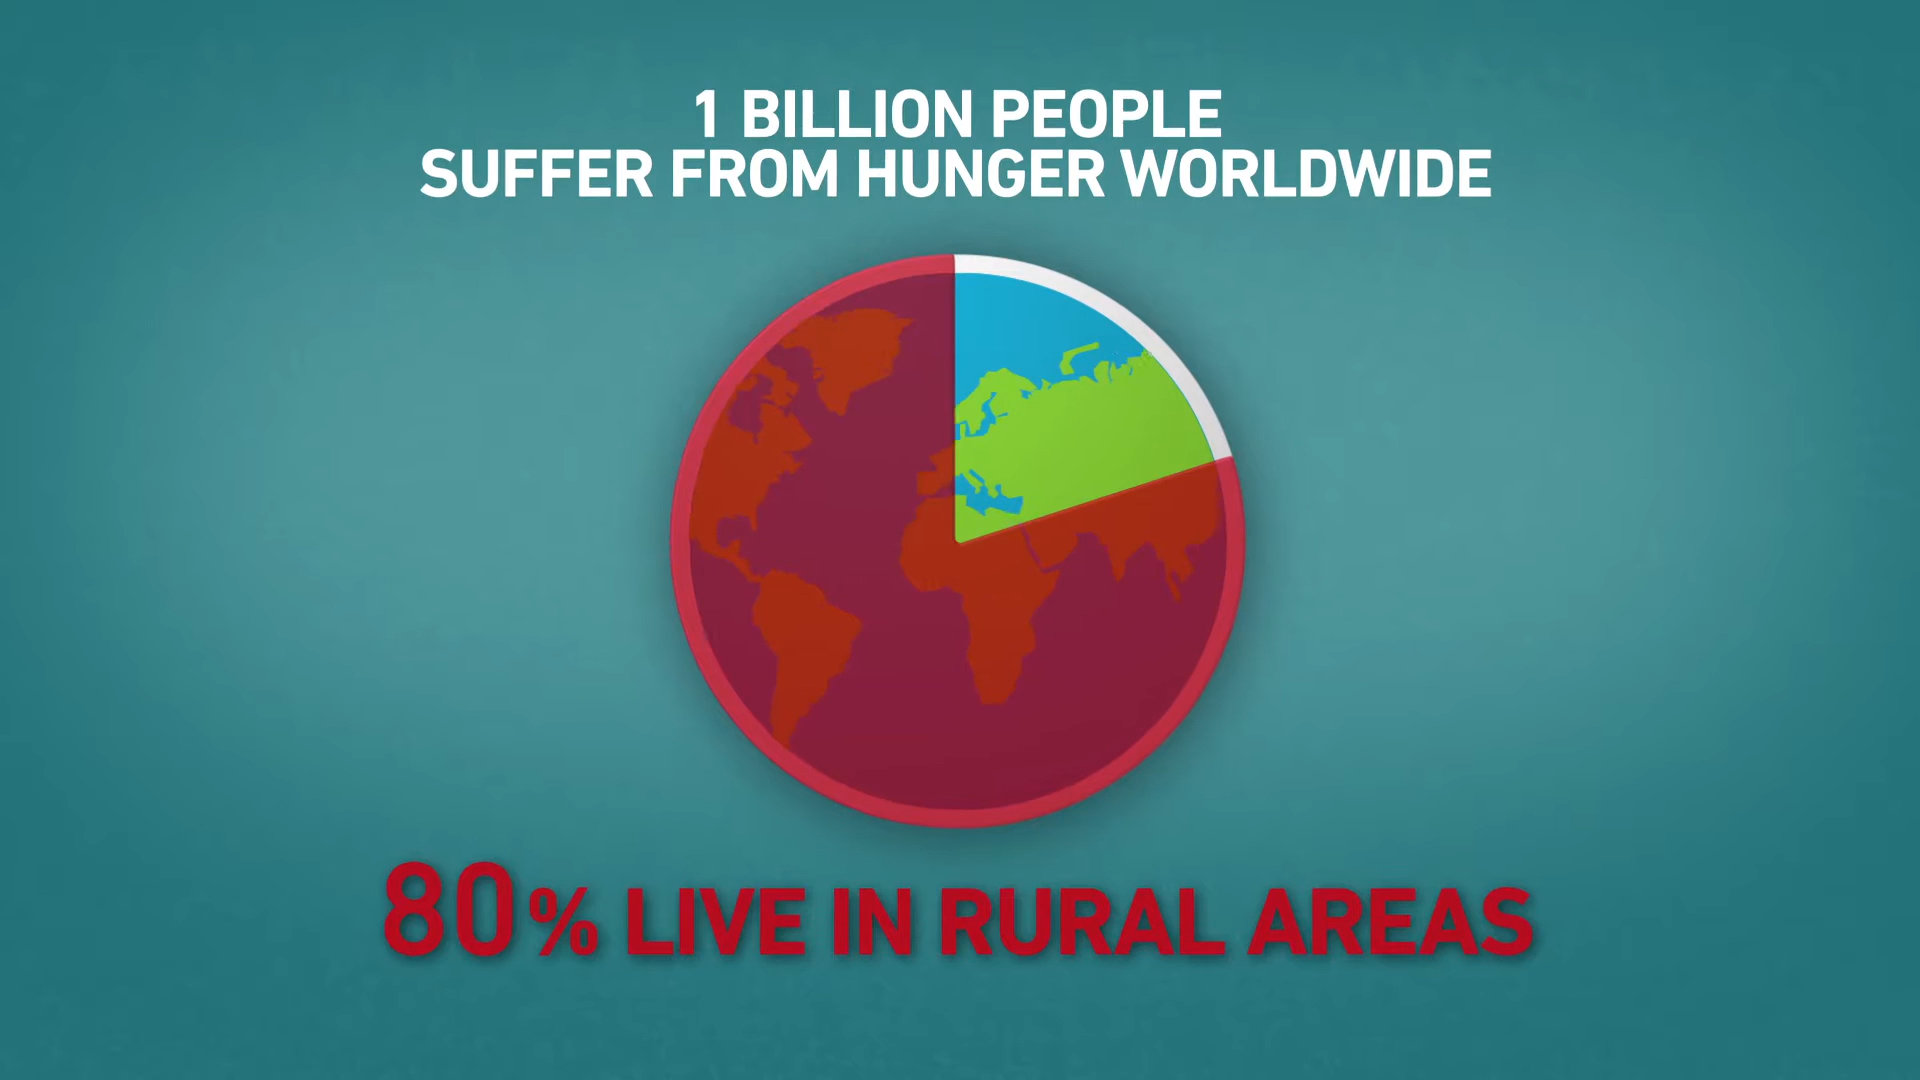 1 BILLION PEOPLE
SUFFER FROM HUNGER WORLDWIDE
80% LIVE IN RURAL AREAS